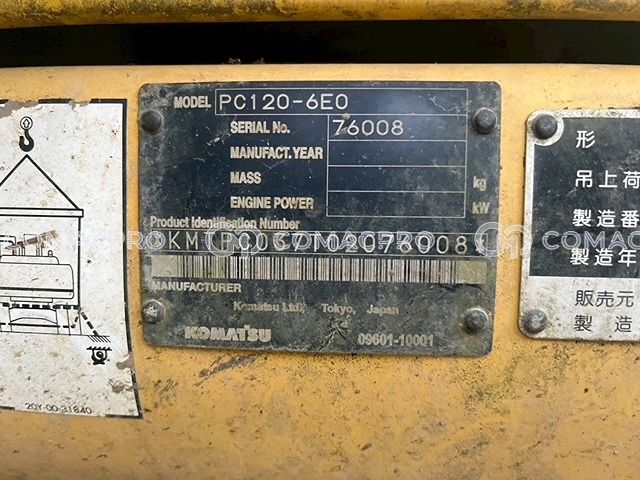 MODEL PC120-6E0
SERIAL No. 76008
MANUFACT.YEAR
MASS kg
ENGINE POWER kW
Product Identification Number
MANUFACTURER
Komatsu Ltd., Tokyo, Japan
KOMATSU 09601-10001
20Y-00-31840
形
吊上荷
製造番
製造年
販売元
製造
COMACPRO